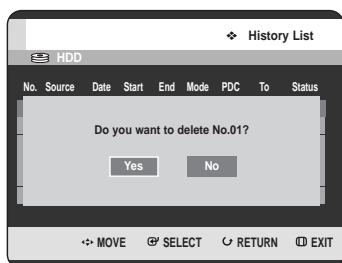 ❖ History List
HDD
No. Source Date Start End Mode PDC To Status
Do you want to delete No.01?
Yes No
MOVE SELECT RETURN EXIT